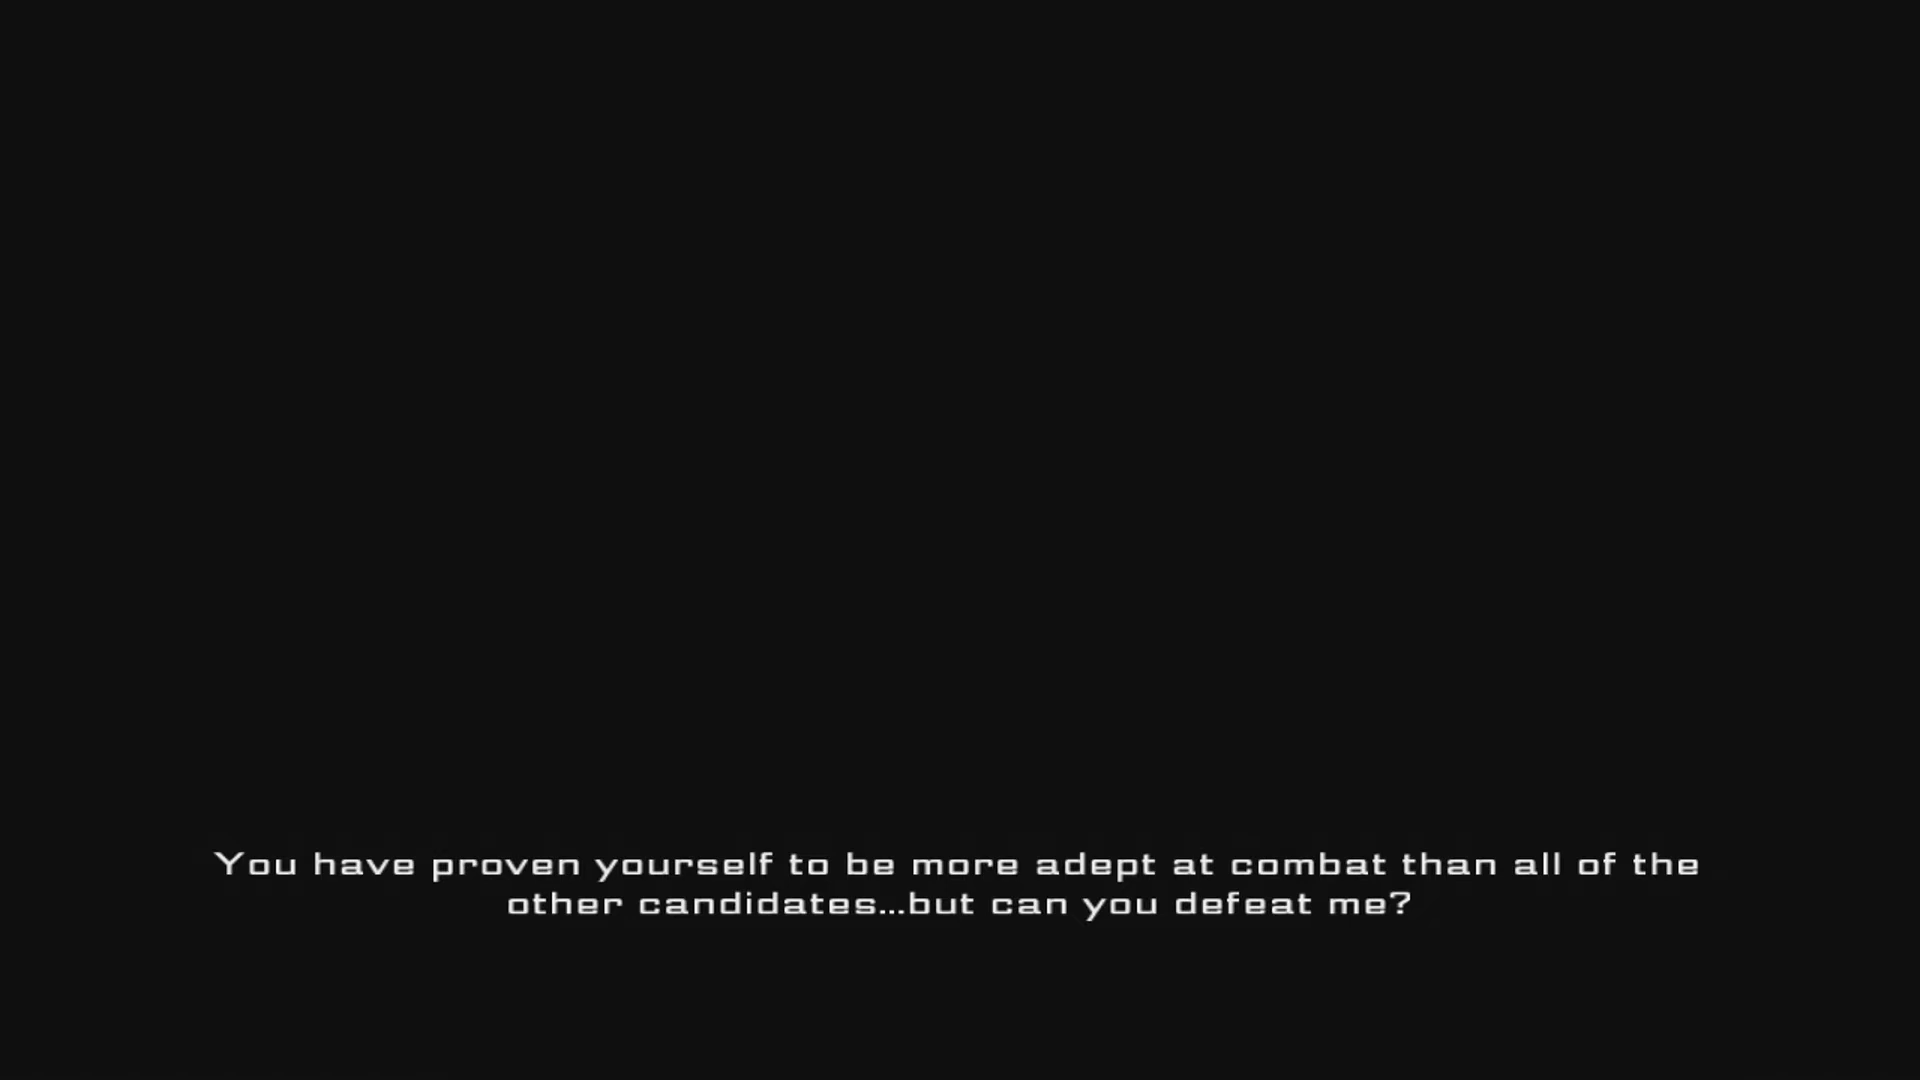 You have proven yourself to be more adept at combat than all of the
other candidates...but can you defeat me?